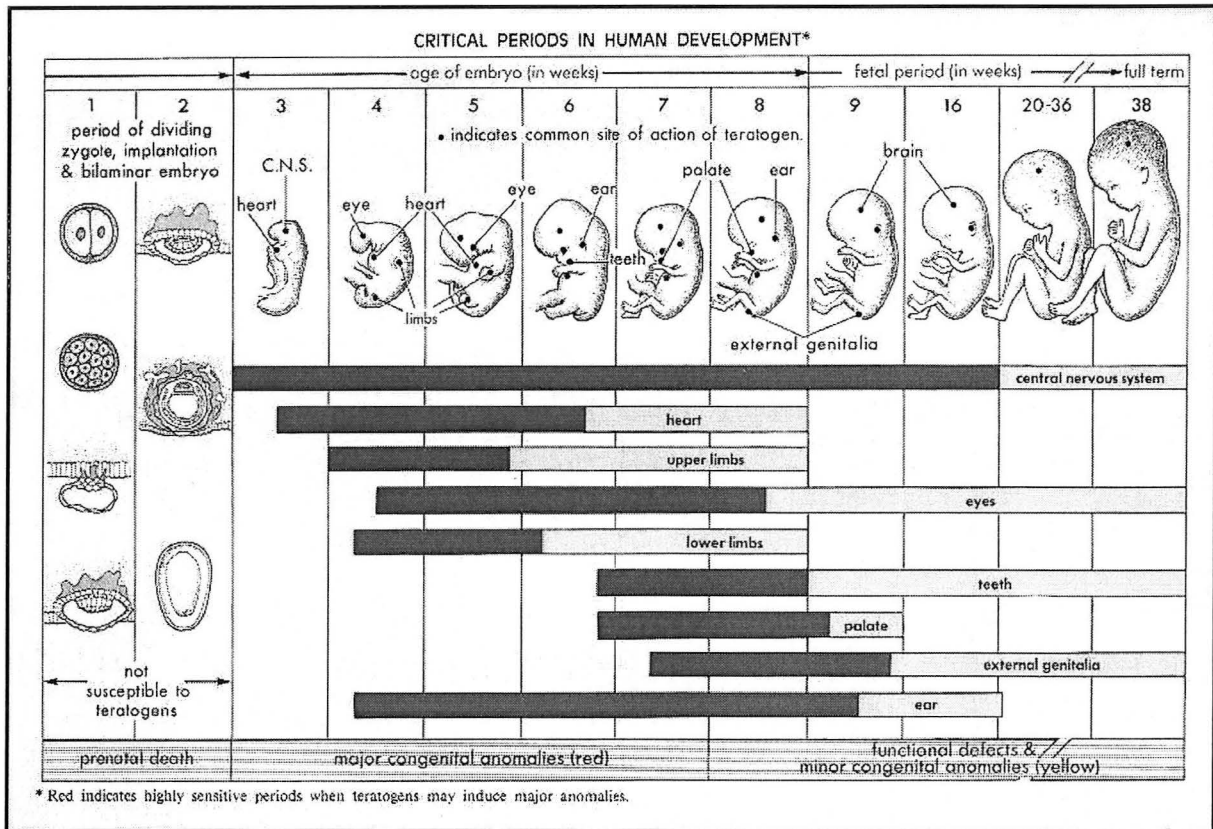 CRITICAL PERIODS IN HUMAN DEVELOPMENT*
age of embryo (in weeks)
fetal period (in weeks)
full term
1
2
3
4
5
6
7
8
9
16
20-36
38
period of dividing
zygote, implantation
& bilaminar embryo
• indicates common site of action of teratogen.
C.N.S.
heart
eye
heart
limbs
eye
ear
teeth
palate
ear
external genitalia
brain
central nervous system
heart
upper limbs
eyes
lower limbs
teeth
palate
external genitalia
ear
not
susceptible to
teratogens
prenatal death
major congenital anomalies (red)
functional defects &
minor congenital anomalies (yellow)
* Red indicates highly sensitive periods when teratogens may induce major anomalies.